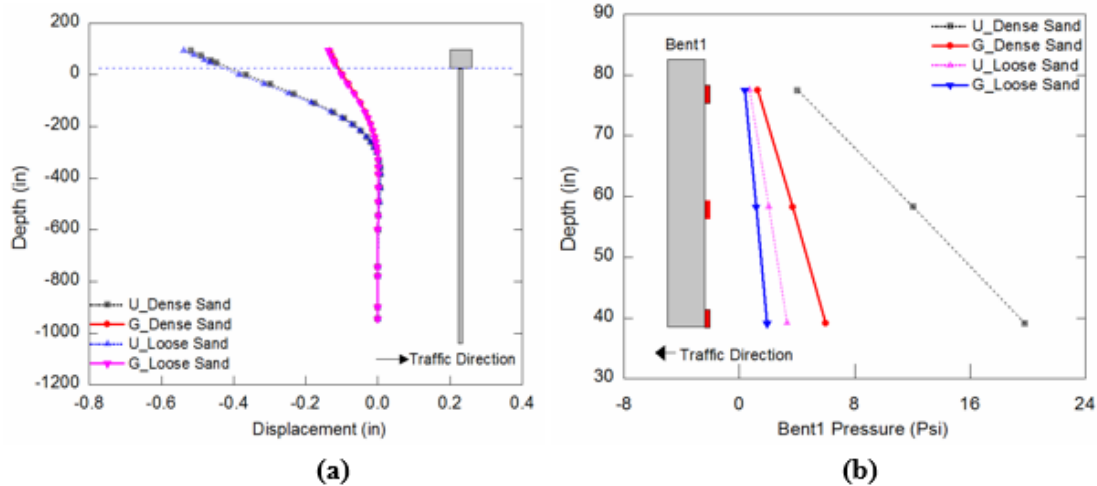 200
0
-200
-400
-600
-800
-1000
-1200
Depth (in)
U_Dense Sand
G_Dense Sand
U_Loose Sand
G_Loose Sand
Traffic Direction
-0.8 -0.6 -0.4 -0.2 0.0 0.2 0.4
Displacement (in)
(a)
90
80
70
60
50
40
30
Depth (in)
Bent1
U_Dense Sand
G_Dense Sand
U_Loose Sand
G_Loose Sand
Traffic Direction
-8 0 8 16 24
Bent1 Pressure (Psi)
(b)